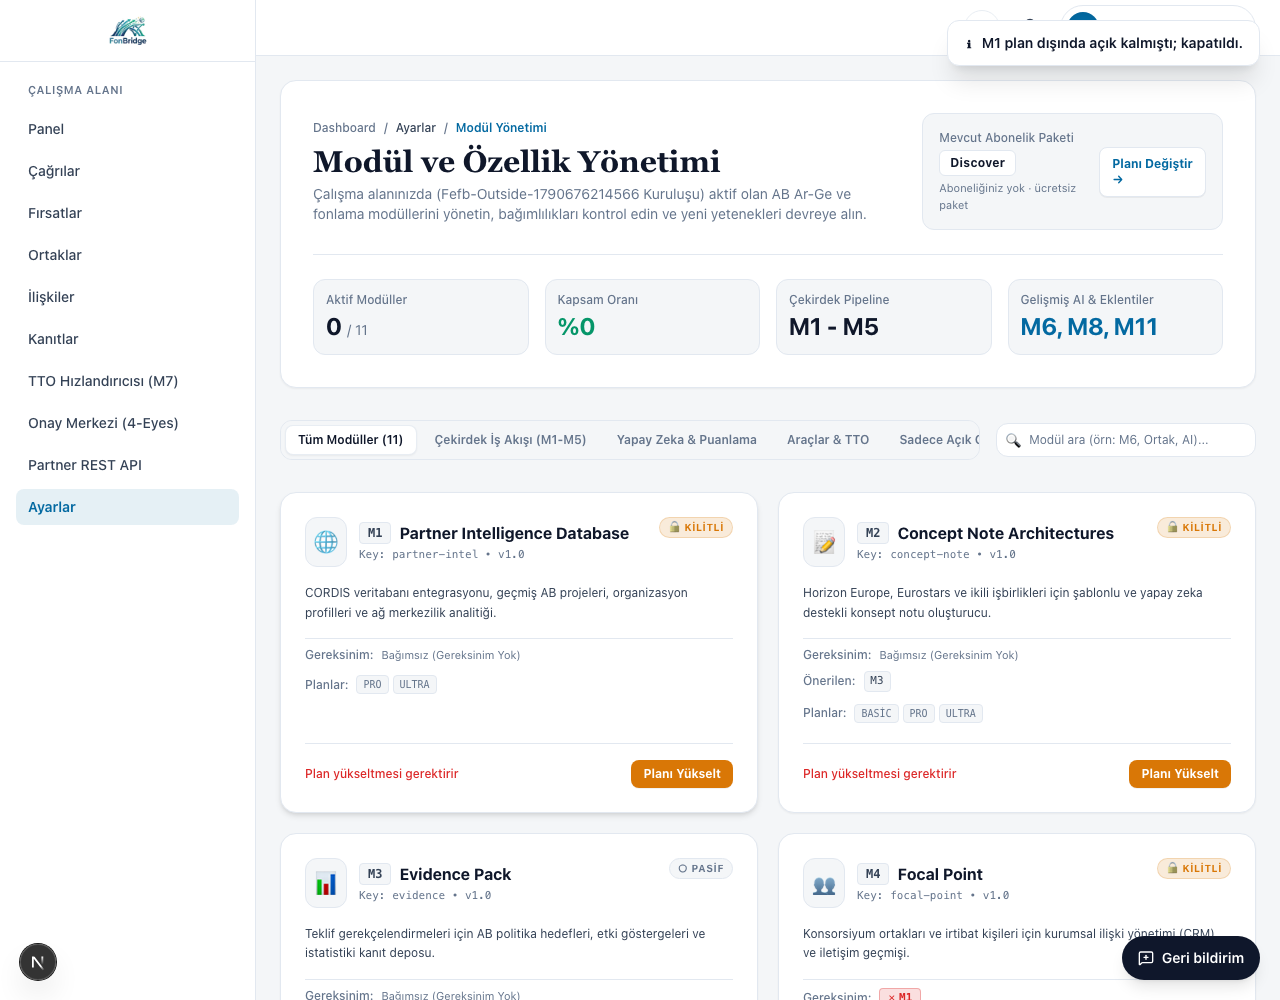 FonBridge
ÇALIŞMA ALANI
Panel
Çağrılar
Fırsatlar
Ortaklar
İlişkiler
Kanıtlar
TTO Hızlandırıcısı (M7)
Onay Merkezi (4-Eyes)
Partner REST API
Ayarlar
N
M1 plan dışında açık kalmıştı; kapatıldı.
Dashboard / Ayarlar / Modül Yönetimi
Modül ve Özellik Yönetimi
Çalışma alanınızda (Fefb-Outside-1790676214566 Kuruluşu) aktif olan AB Ar-Ge ve
fonlama modüllerini yönetin, bağımlılıkları kontrol edin ve yeni yetenekleri devreye alın.
Mevcut Abonelik Paketi
Discover
Aboneliğiniz yok · ücretsiz
paket
Planı Değiştir
→
Aktif Modüller
0 / 11
Kapsam Oranı
%0
Çekirdek Pipeline
M1 - M5
Gelişmiş AI & Eklentiler
M6, M8, M11
Tüm Modüller (11)
Çekirdek İş Akışı (M1-M5)
Yapay Zeka & Puanlama
Araçlar & TTO
Sadece Açık
Modül ara (örn: M6, Ortak, AI)...
M1 Partner Intelligence Database
KİLİTLİ
Key: partner-intel • v1.0
CORDIS veritabanı entegrasyonu, geçmiş AB projeleri, organizasyon
profilleri ve ağ merkezilik analitiği.
Gereksinim: Bağımsız (Gereksinim Yok)
Planlar: PRO ULTRA
Plan yükseltmesi gerektirir
Planı Yükselt
M2 Concept Note Architectures
KİLİTLİ
Key: concept-note • v1.0
Horizon Europe, Eurostars ve ikili işbirlikleri için şablonlu ve yapay zeka
destekli konsept notu oluşturucu.
Gereksinim: Bağımsız (Gereksinim Yok)
Önerilen: M3
Planlar: BASİC PRO ULTRA
Plan yükseltmesi gerektirir
Planı Yükselt
M3 Evidence Pack
PASİF
Key: evidence • v1.0
Teklif gerekçelendirmeleri için AB politika hedefleri, etki göstergeleri ve
istatistiki kanıt deposu.
Gereksinim: Bağımsız (Gereksinim Yok)
M4 Focal Point
KİLİTLİ
Key: focal-point • v1.0
Konsorsiyum ortakları ve irtibat kişileri için kurumsal ilişki yönetimi (CRM)
ve iletişim geçmişi.
Gereksinim: × M1
Geri bildirim